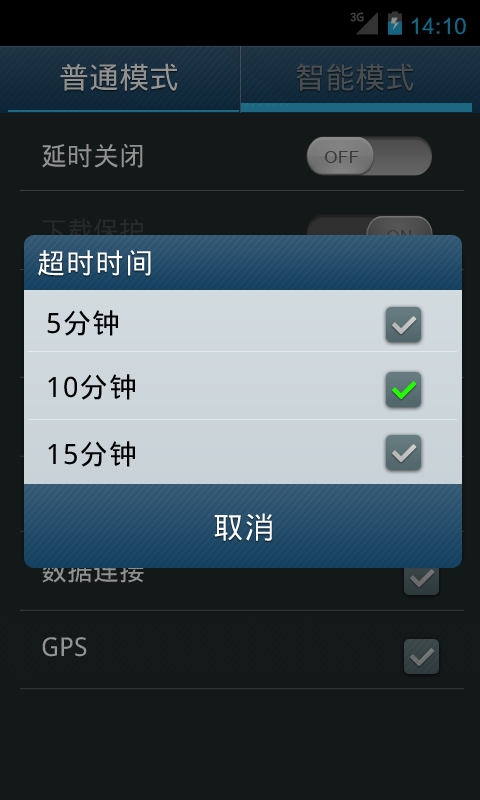 3G 14:10
普通模式 智能模式
延时关闭 OFF
下载保护 ON
超时时间
5分钟
10分钟
15分钟
取消
数据连接
GPS